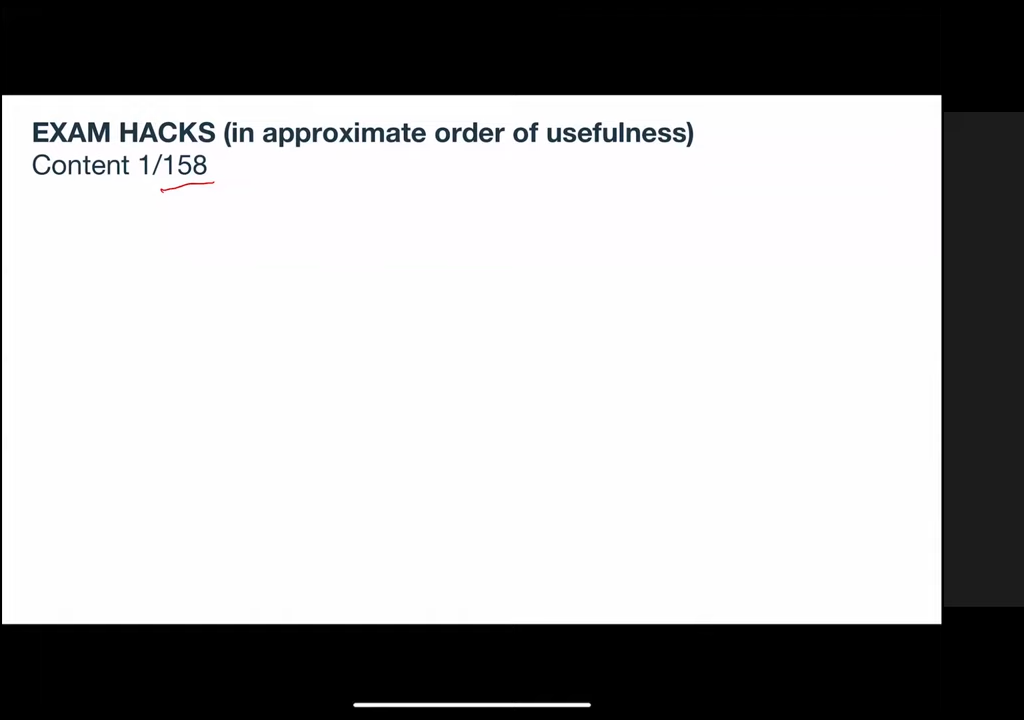 EXAM HACKS (in approximate order of usefulness)
Content 1/158